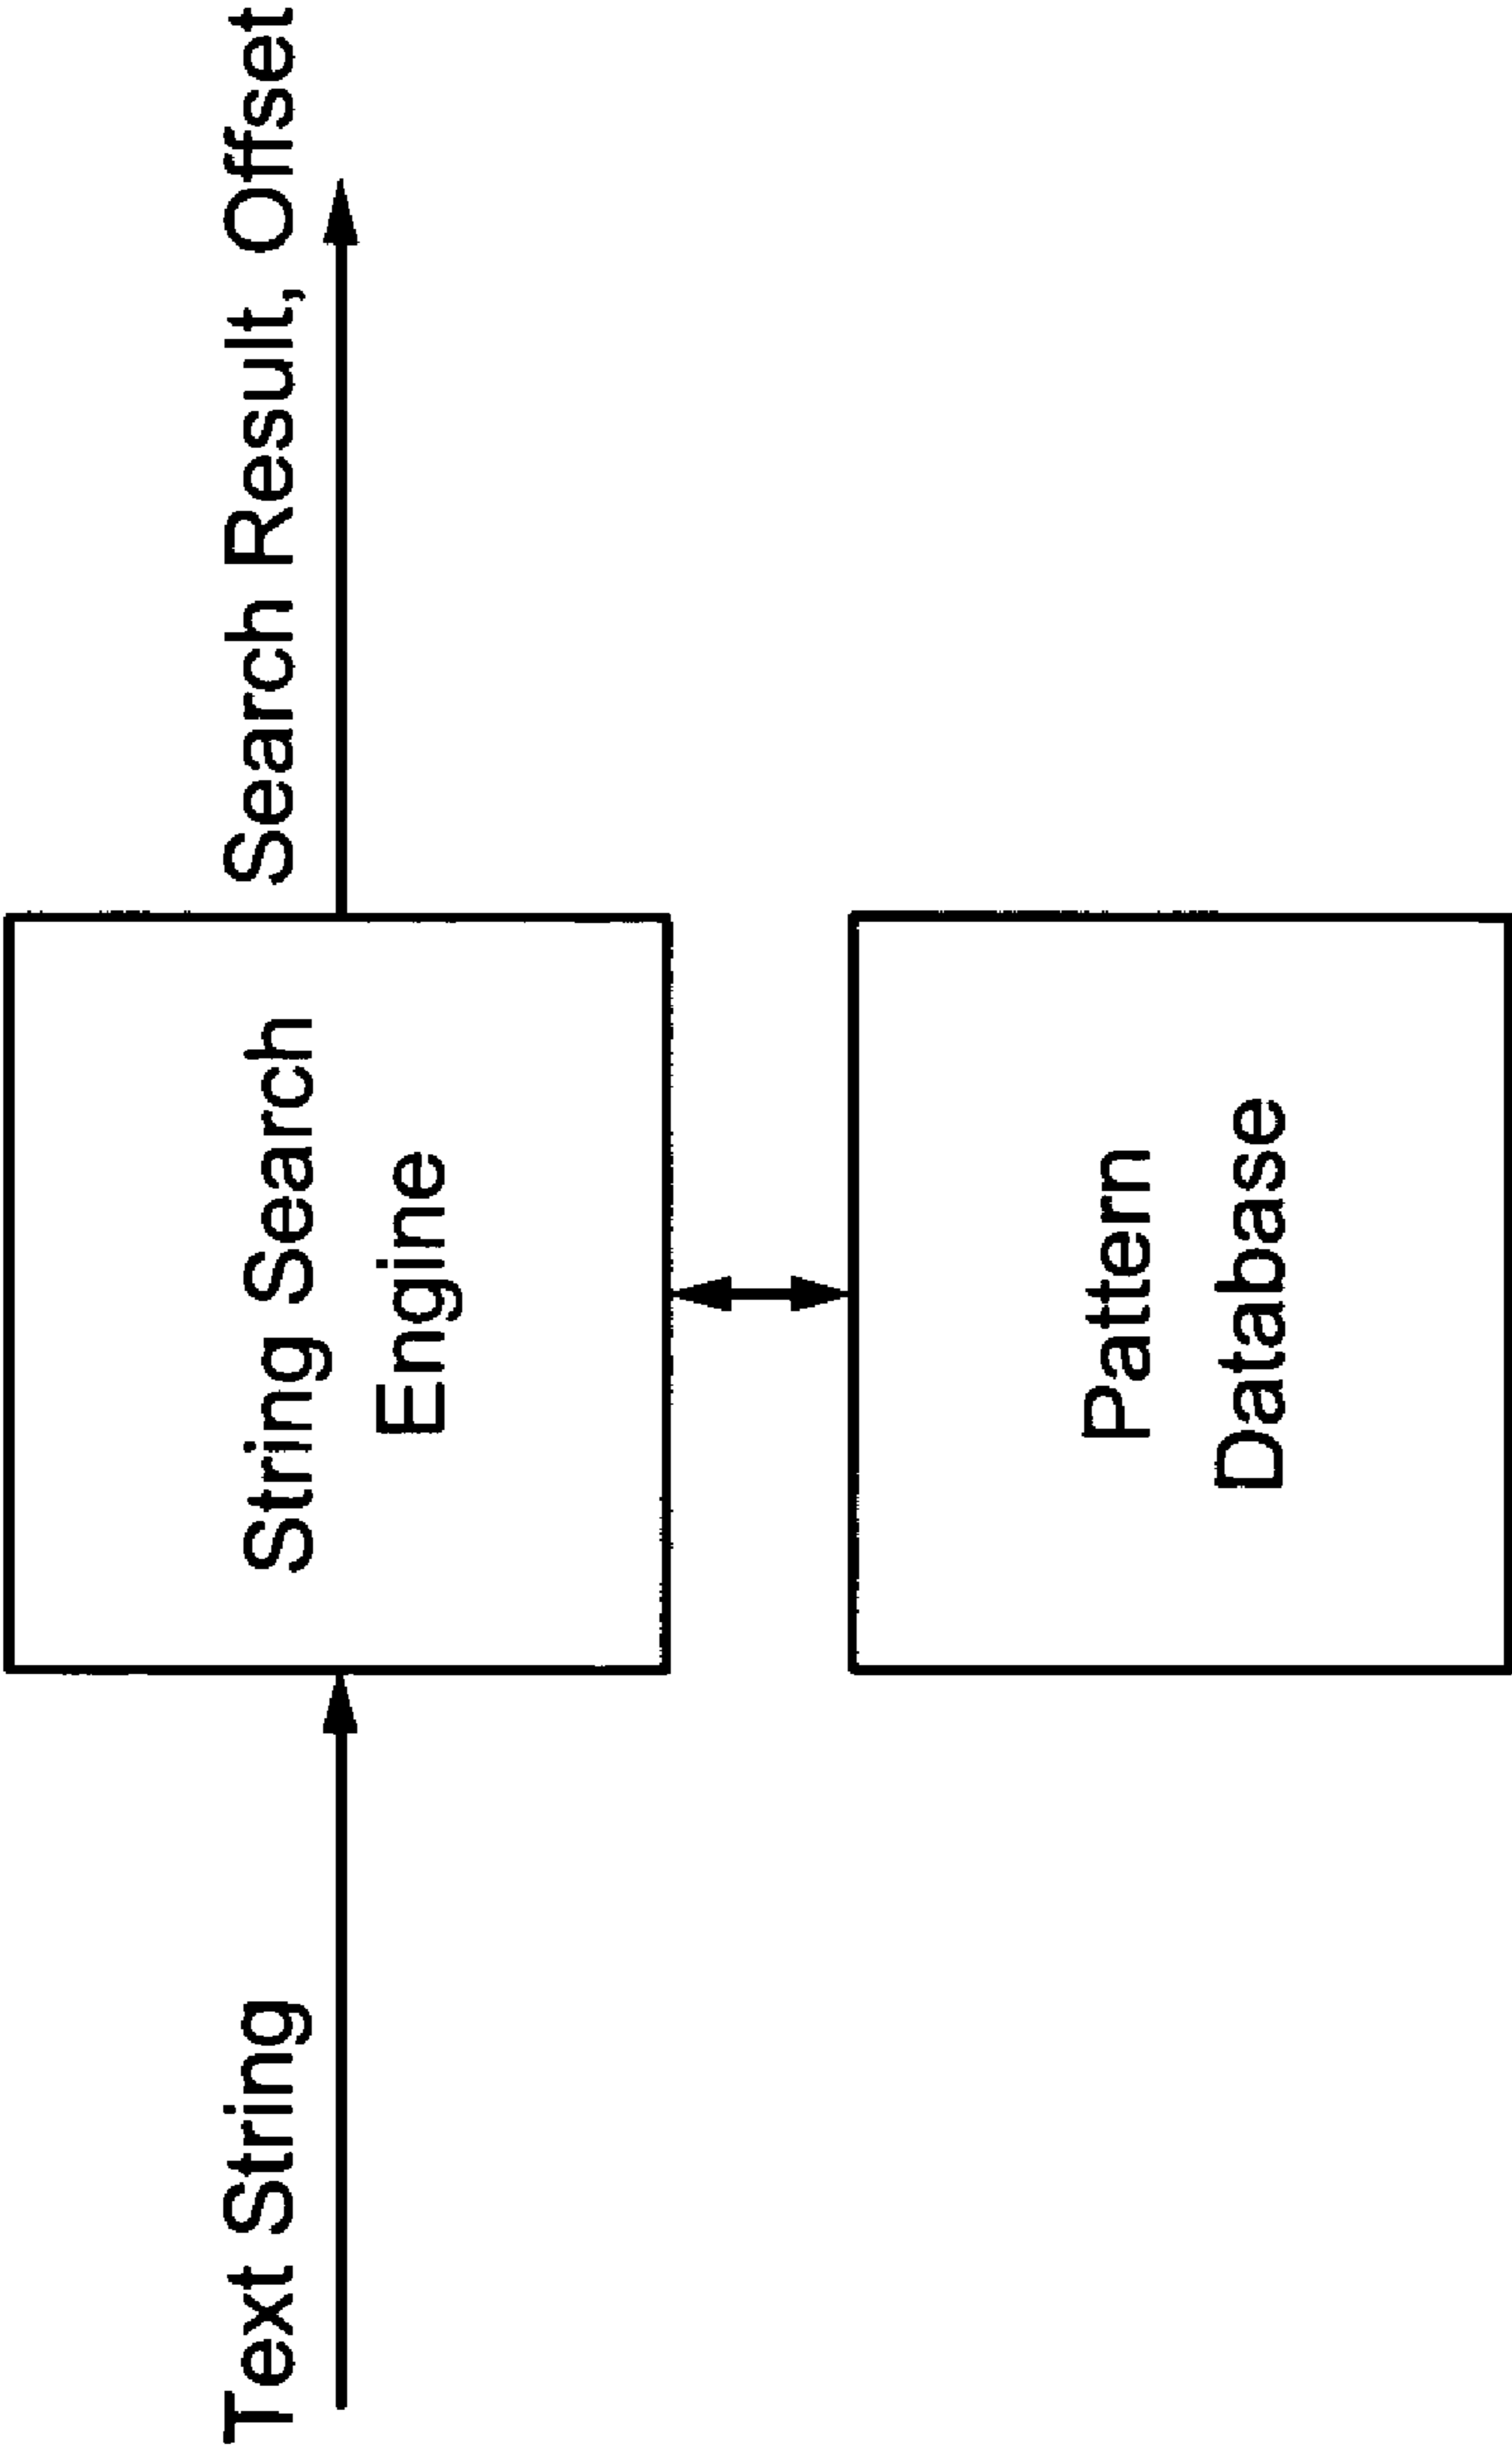 Text String
String Search
Engine
Search Result, Offset
Pattern
Database